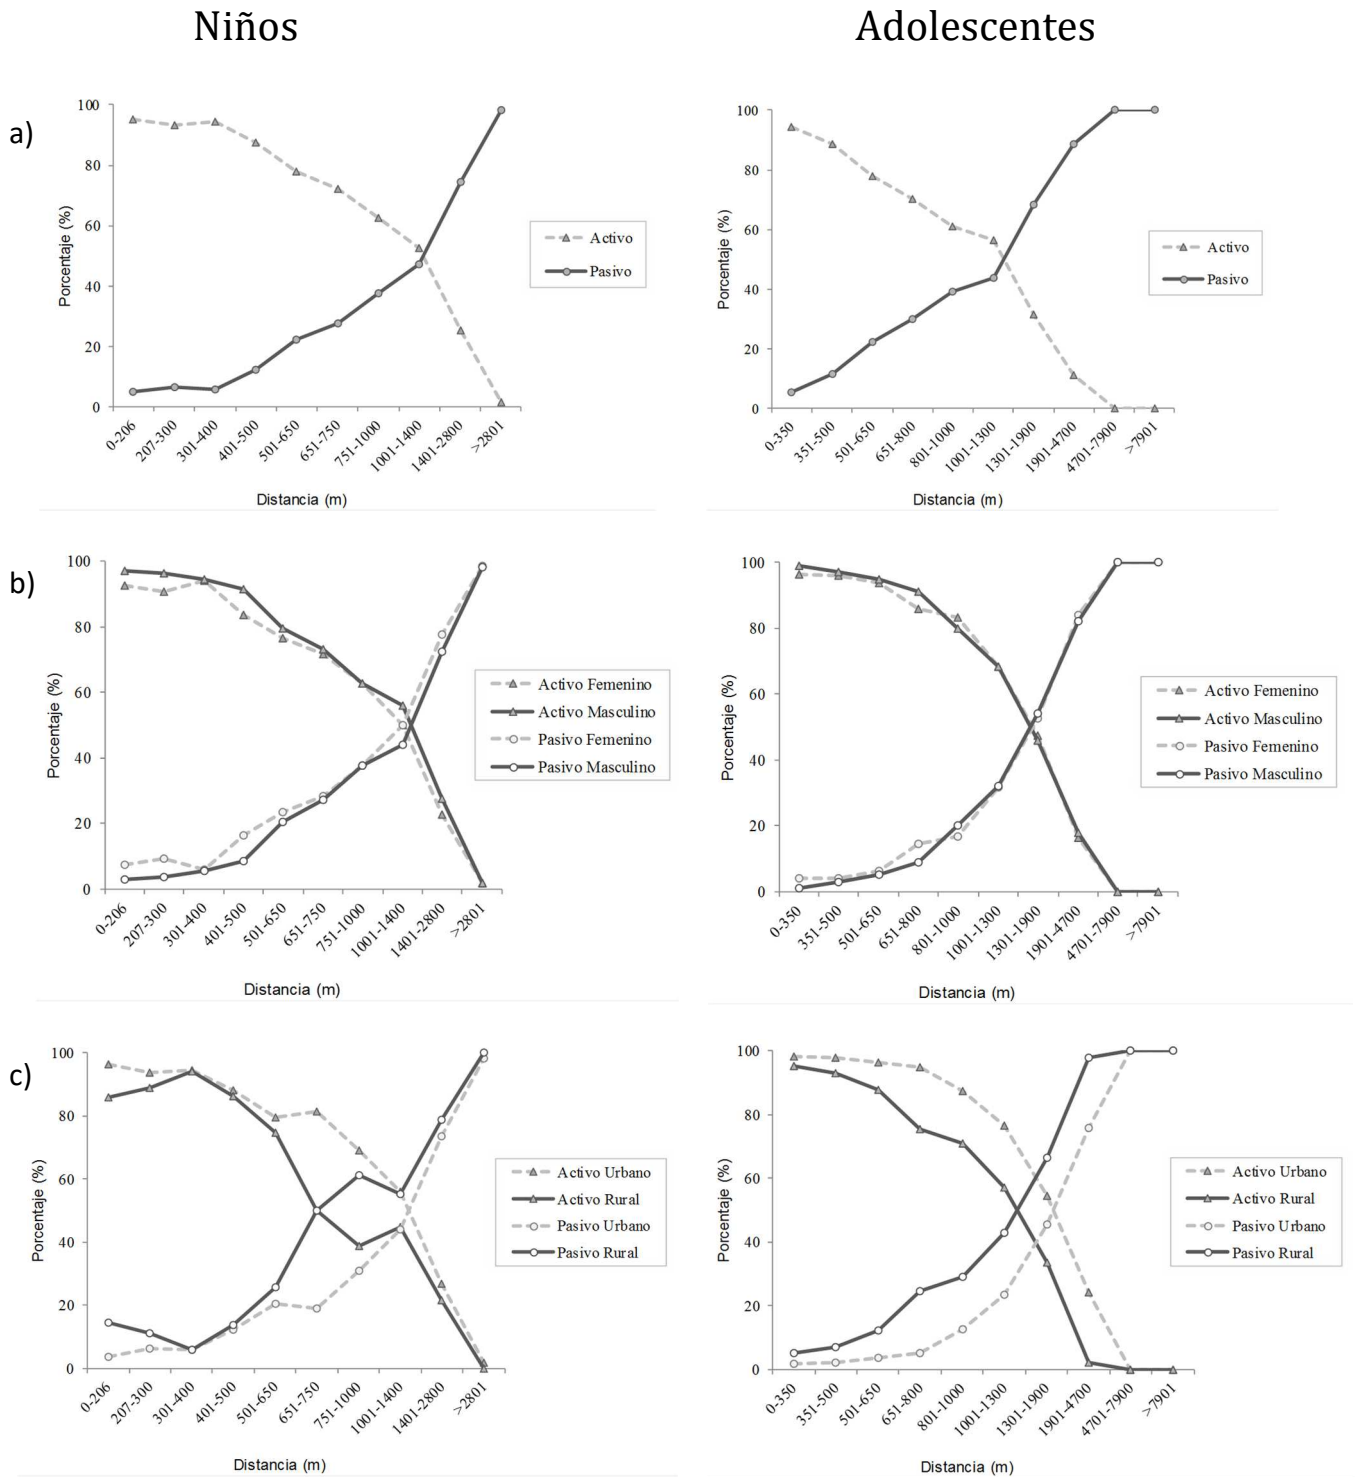 Niños
Adolescentes
a)
Porcentaje (%)
100
80
60
40
20
0
0-206
207-300
301-400
401-500
501-650
651-750
751-1000
1001-1400
1401-2800
>2801
Distancia (m)
Activo
Pasivo
Porcentaje (%)
100
80
60
40
20
0
0-350
351-500
501-650
651-800
801-1000
1001-1300
1301-1900
1901-4700
4701-7900
>7901
Distancia (m)
Activo
Pasivo
b)
Porcentaje (%)
100
80
60
40
20
0
0-206
207-300
301-400
401-500
501-650
651-750
751-1000
1001-1400
1401-2800
>2801
Distancia (m)
Activo Femenino
Activo Masculino
Pasivo Femenino
Pasivo Masculino
Porcentaje (%)
100
80
60
40
20
0
0-350
351-500
501-650
651-800
801-1000
1001-1300
1301-1900
1901-4700
4701-7900
>7901
Distancia (m)
Activo Femenino
Activo Masculino
Pasivo Femenino
Pasivo Masculino
c)
Porcentaje (%)
100
80
60
40
20
0
0-206
207-300
301-400
401-500
501-650
651-750
751-1000
1001-1400
1401-2800
>2801
Distancia (m)
Activo Urbano
Activo Rural
Pasivo Urbano
Pasivo Rural
Porcentaje (%)
100
80
60
40
20
0
0-350
351-500
501-650
651-800
801-1000
1001-1300
1301-1900
1901-4700
4701-7900
>7901
Distancia (m)
Activo Urbano
Activo Rural
Pasivo Urbano
Pasivo Rural